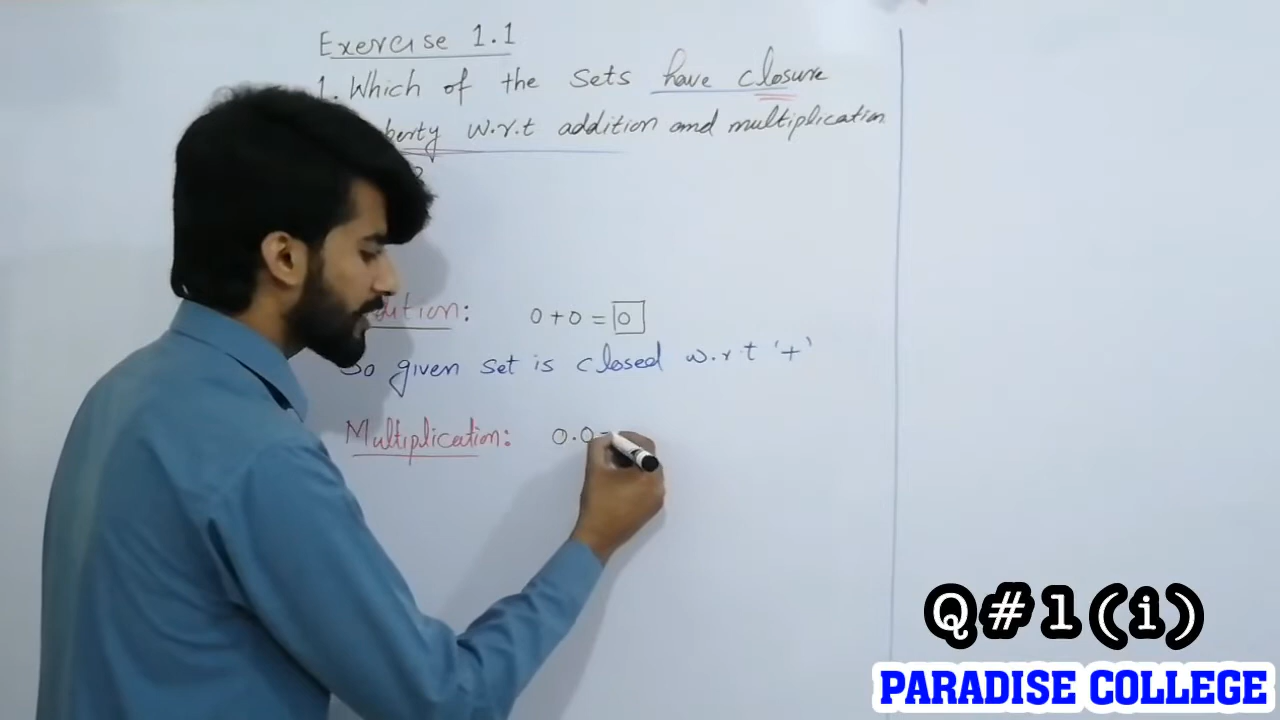 Exercise 1.1
1. Which of the sets have closure
w.r.t addition and multiplication
?
0+0=0
So given set is closed w.r.t '+'
Multiplication: 0.0=
Q#1(i)
PARADISE COLLEGE